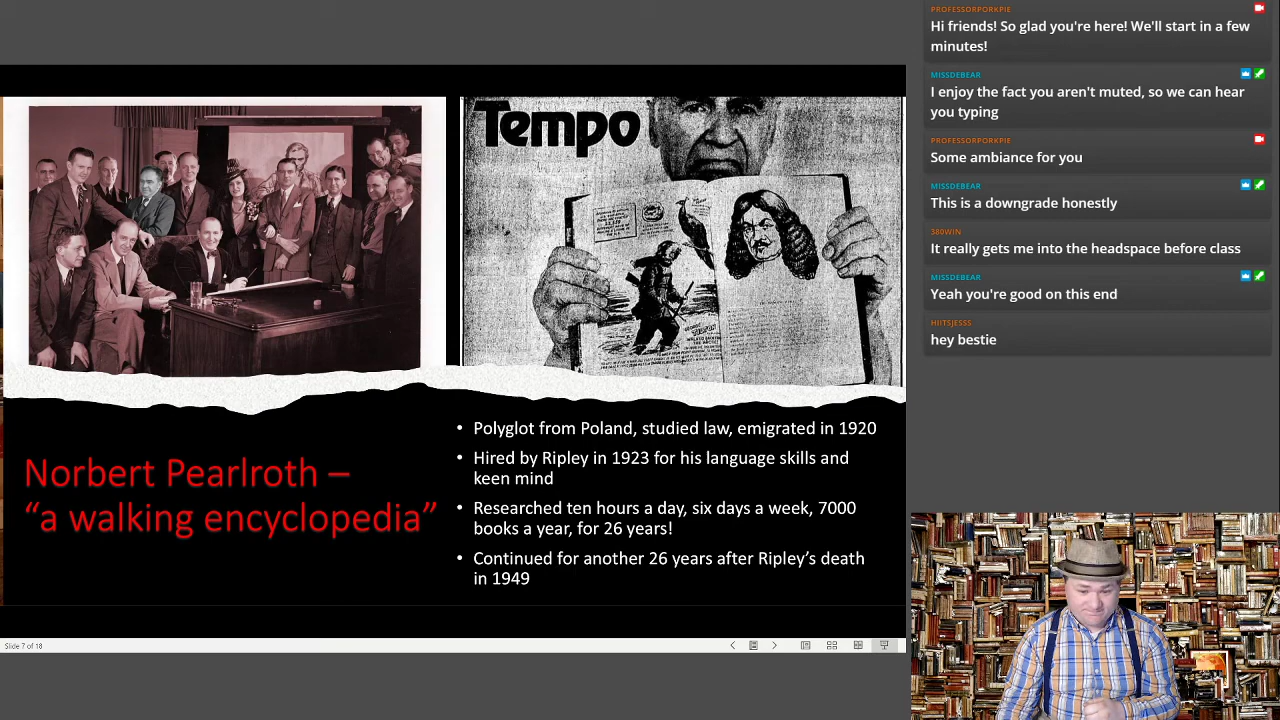 Tempo
Norbert Pearlroth –
“a walking encyclopedia”
• Polyglot from Poland, studied law, emigrated in 1920
• Hired by Ripley in 1923 for his language skills and
keen mind
• Researched ten hours a day, six days a week, 7000
books a year, for 26 years!
• Continued for another 26 years after Ripley’s death
in 1949
Slide 7 of 18
PROFESSORPORKPIE
Hi friends! So glad you're here! We'll start in a few
minutes!
MISSDEBEAR
I enjoy the fact you aren't muted, so we can hear
you typing
PROFESSORPORKPIE
Some ambiance for you
MISSDEBEAR
This is a downgrade honestly
380WIN
It really gets me into the headspace before class
MISSDEBEAR
Yeah you're good on this end
HIITSJESSS
hey bestie